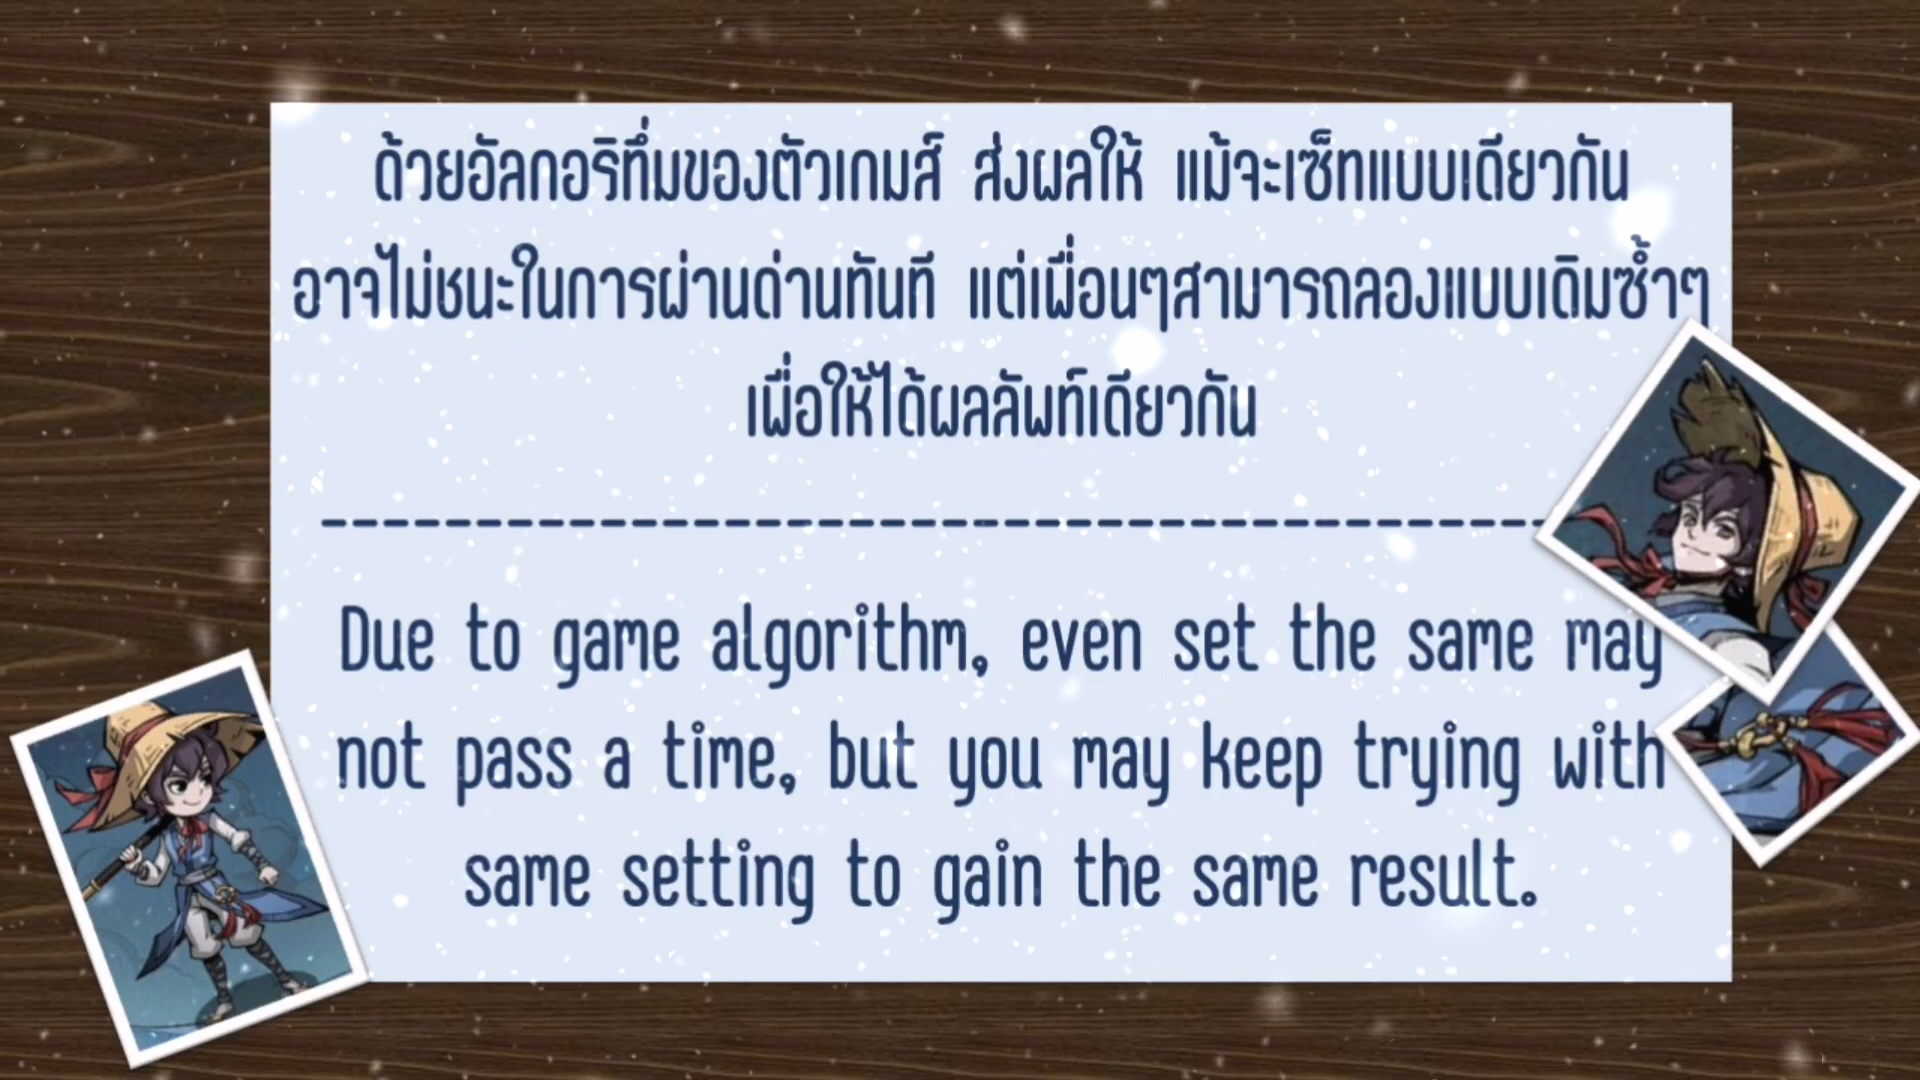 ด้วยอัลกอริทึ่มของตัวเกมส์ ส่งผลให้ แม้จะเซ็ทแบบเดียวกัน
อาจไม่ชนะในการผ่านด่านทันที แต่เพื่อนๆสามารถลองแบบเดิมซ้ำๆ
เพื่อให้ได้ผลลัพท์เดียวกัน
----------------------------------------
Due to game algorithm, even set the same may
not pass a time, but you may keep trying with
same setting to gain the same result.